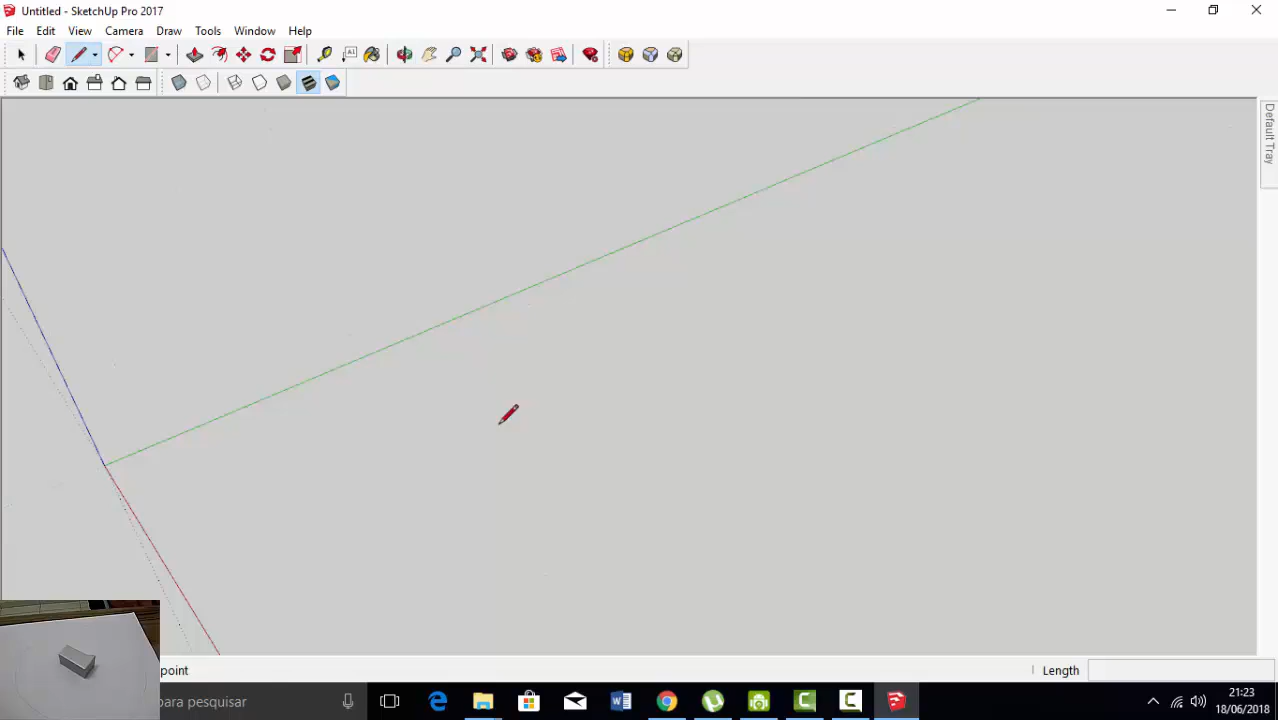 Untitled - SketchUp Pro 2017
File Edit View Camera Draw Tools Window Help
A1
Default Tray
point
Length
para pesquisar
21:23
18/06/2018